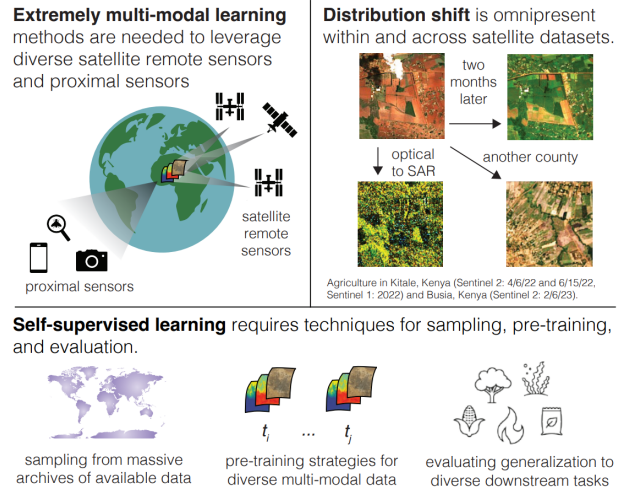 Extremely multi-modal learning
methods are needed to leverage
diverse satellite remote sensors
and proximal sensors
satellite
remote
sensors
proximal sensors
Distribution shift is omnipresent
within and across satellite datasets.
two
months
later
optical
to SAR
another county
Agriculture in Kitale, Kenya (Sentinel 2: 4/6/22 and 6/15/22,
Sentinel 1: 2022) and Busia, Kenya (Sentinel 2: 2/6/23).
Self-supervised learning requires techniques for sampling, pre-training,
and evaluation.
ti ... tj
sampling from massive
archives of available data
pre-training strategies for
diverse multi-modal data
evaluating generalization to
diverse downstream tasks